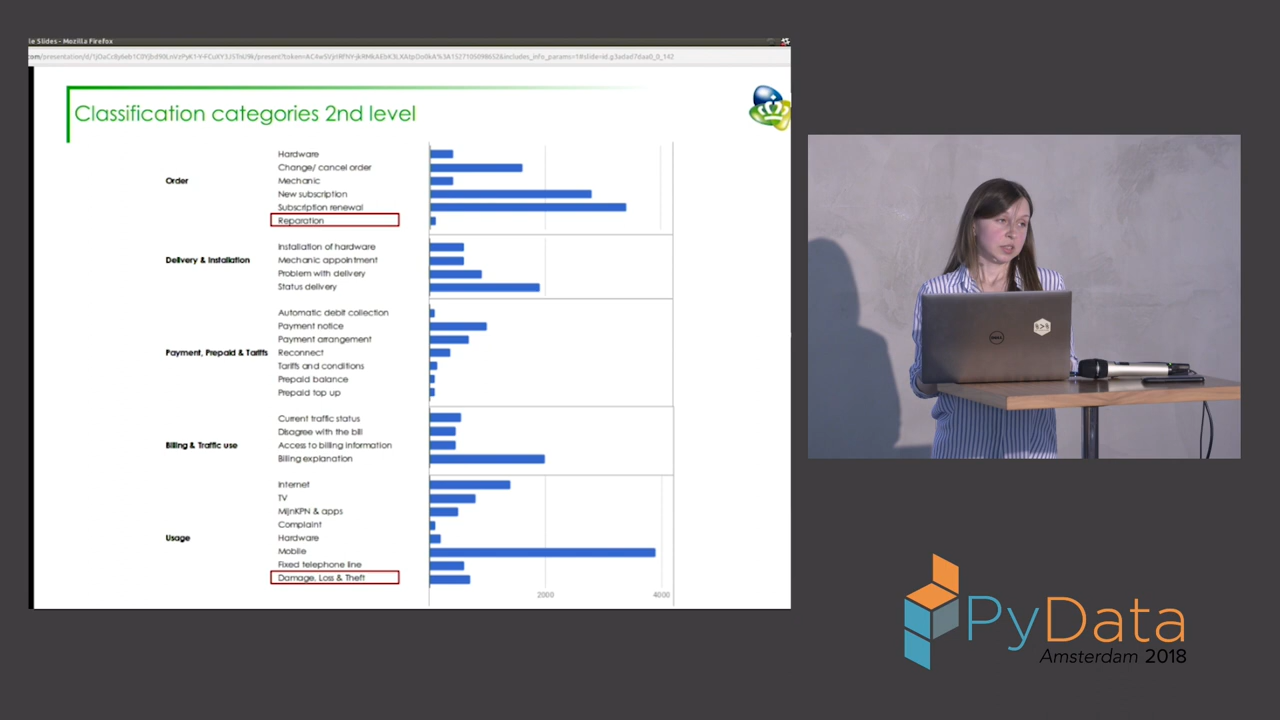 le Slides - Mozilla Firefox
Classification categories 2nd level
Order
Hardware
Change/ cancel order
Mechanic
New subscription
Subscription renewal
Reparation
Delivery & Installation
Installation of hardware
Mechanic appointment
Problem with delivery
Status delivery
Payment, Prepaid & Tariffs
Automatic debit collection
Payment notice
Payment arrangement
Reconnect
Tariffs and conditions
Prepaid balance
Prepaid top up
Billing & Traffic use
Current traffic status
Disagree with the bill
Access to billing information
Billing explanation
Usage
Internet
TV
MijnKPN & apps
Complaint
Hardware
Mobile
Fixed telephone line
Damage, Loss & Theft
2000 4000
DELL
PyData
Amsterdam 2018